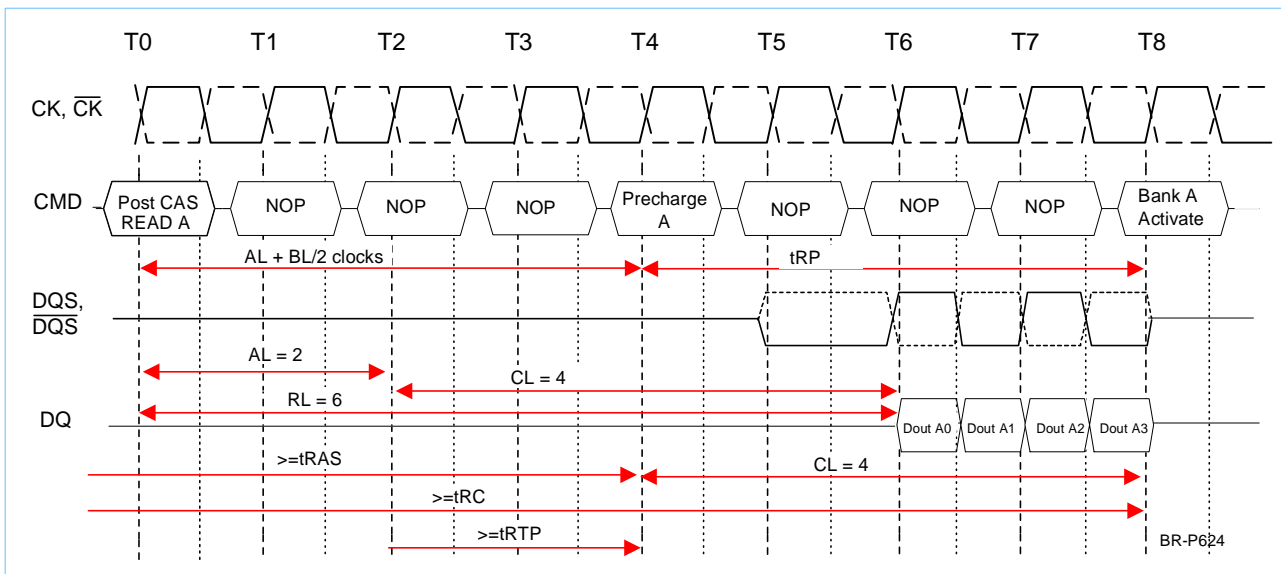 T0 T1 T2 T3 T4 T5 T6 T7 T8
CK, CK
CMD
Post CAS
READ A
NOP
NOP
NOP
Precharge
A
NOP
NOP
NOP
Bank A
Activate
AL + BL/2 clocks
tRP
DQS,
DQS
AL = 2
CL = 4
RL = 6
DQ
Dout A0
Dout A1
Dout A2
Dout A3
>=tRAS
CL = 4
>=tRC
>=tRTP
BR-P624